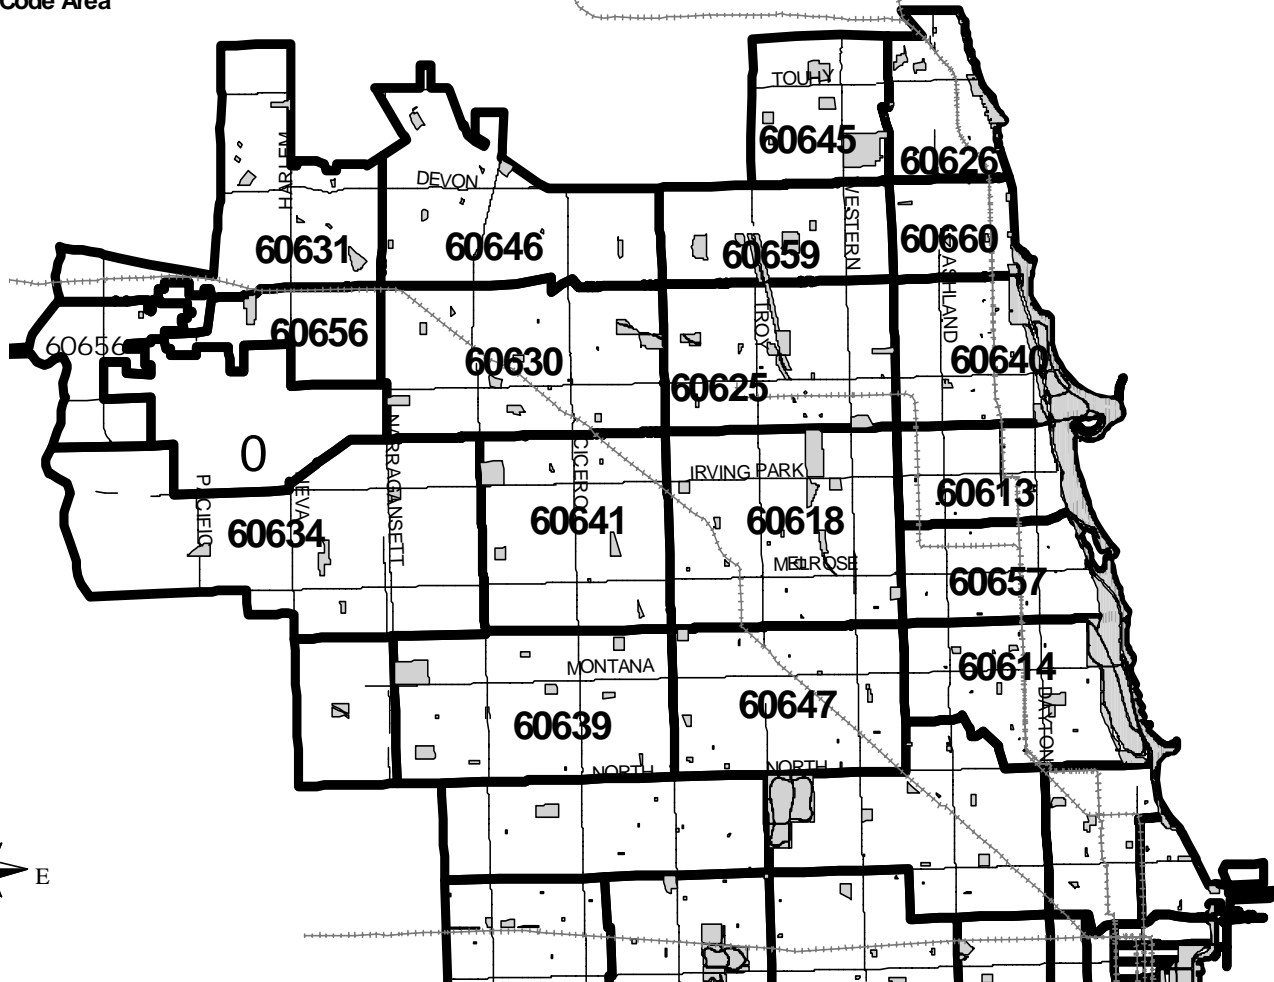 Code Area
TOUHY
60645
60626
HARLEM
DEVON
WESTERN
60631
60646
60659
60660
ASHLAND
60656
60656
TROY
60630
60625
60640
NARRAGANSETT
CICERO
0
IRVING PARK
PACIFIC
60613
60634
60641
60618
MELROSE
60657
MONTANA
60614
60639
60647
DAYTON
NORTH
NORTH
E